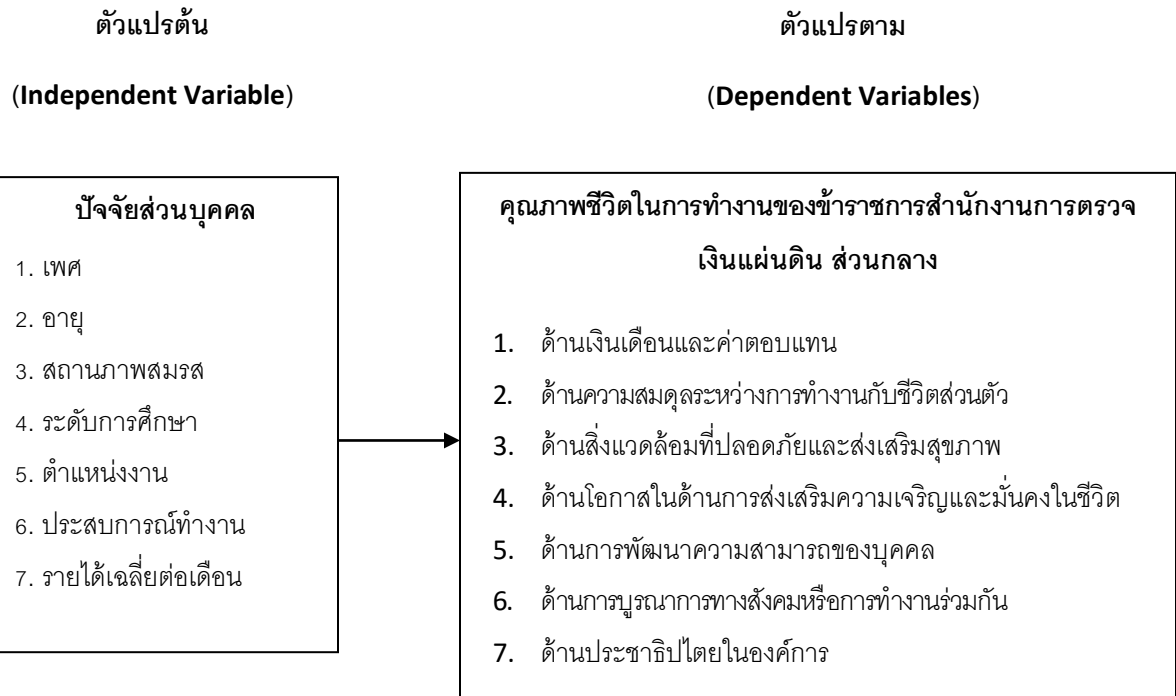 ตัวแปรต้น
(Independent Variable)
ปัจจัยส่วนบุคคล
1. เพศ
2. อายุ
3. สถานภาพสมรส
4. ระดับการศึกษา
5. ตำแหน่งงาน
6. ประสบการณ์ทำงาน
7. รายได้เฉลี่ยต่อเดือน
ตัวแปรตาม
(Dependent Variables)
คุณภาพชีวิตในการทำงานของข้าราชการสำนักงานการตรวจ
เงินแผ่นดิน ส่วนกลาง
1. ด้านเงินเดือนและค่าตอบแทน
2. ด้านความสมดุลระหว่างการทำงานกับชีวิตส่วนตัว
3. ด้านสิ่งแวดล้อมที่ปลอดภัยและส่งเสริมสุขภาพ
4. ด้านโอกาสในด้านการส่งเสริมความเจริญและมั่นคงในชีวิต
5. ด้านการพัฒนาความสามารถของบุคคล
6. ด้านการบูรณาการทางสังคมหรือการทำงานร่วมกัน
7. ด้านประชาธิปไตยในองค์การ